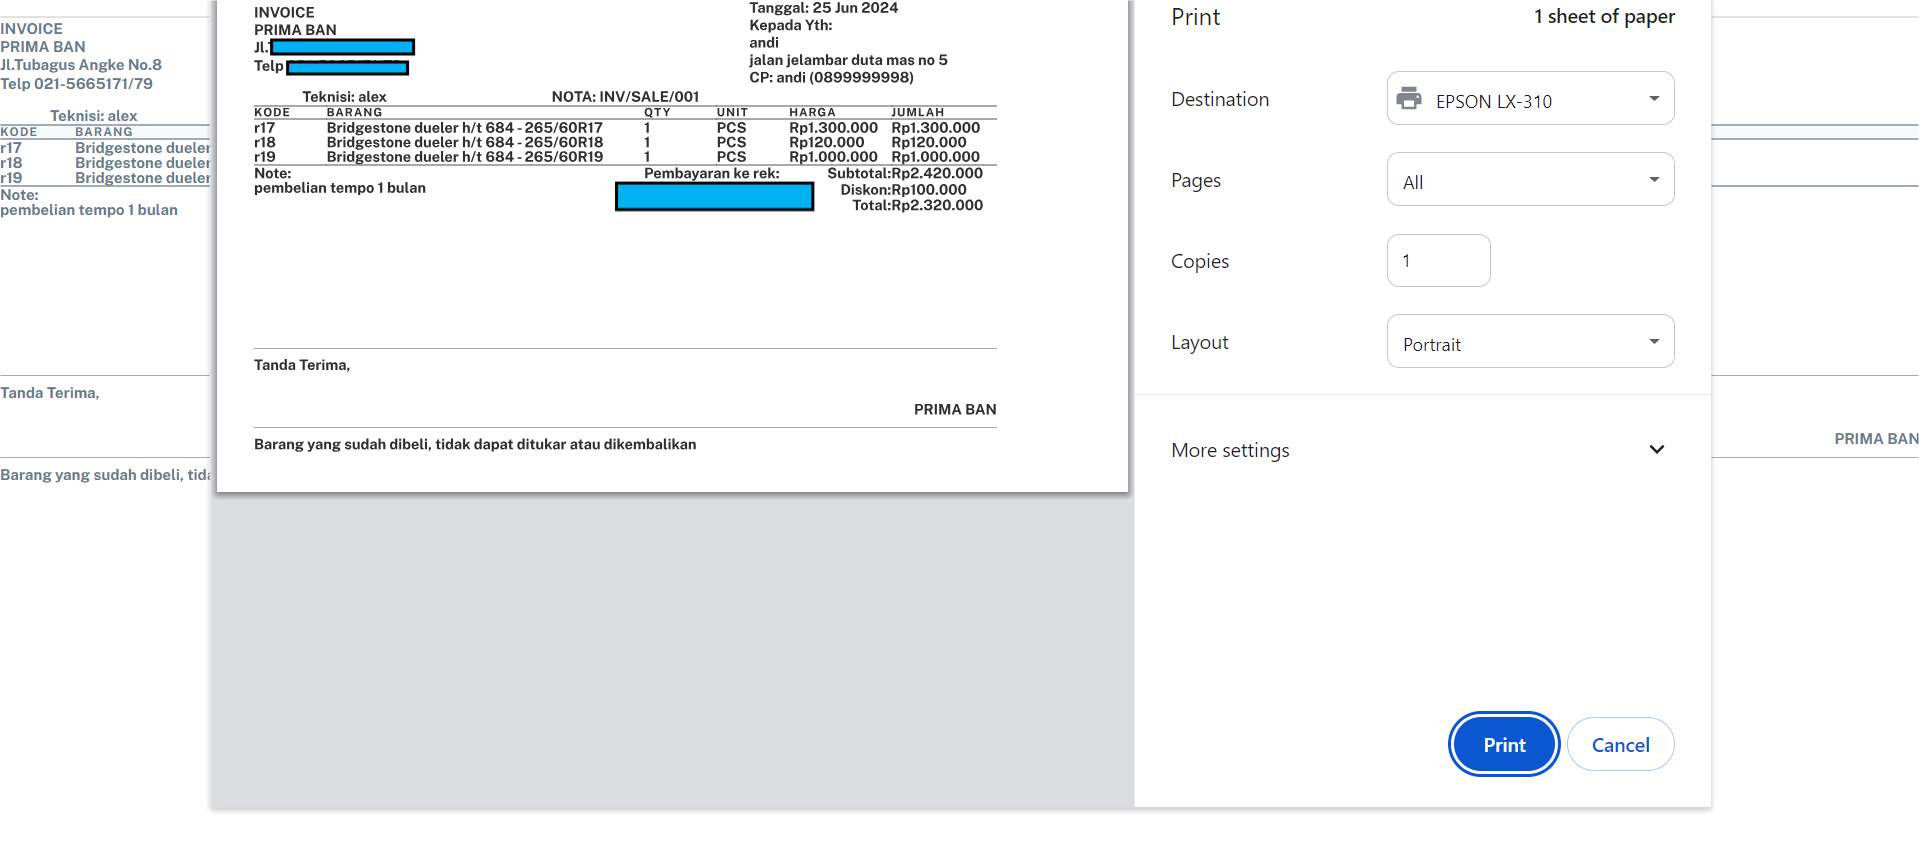 INVOICE
PRIMA BAN
Jl.Tubagus Angke No.8
Telp 021-5665171/79
Teknisi: alex
KODE BARANG
r17 Bridgestone dueler
r18 Bridgestone dueler
r19 Bridgestone dueler
Note:
pembelian tempo 1 bulan
Tanda Terima,
Barang yang sudah dibeli,
INVOICE
PRIMA BAN
Jl.
Telp
Tanggal: 25 Jun 2024
Kepada Yth:
andi
jalan jelambar duta mas no 5
CP: andi (0899999998)
Teknisi: alex NOTA: INV/SALE/001
KODE BARANG QTY UNIT HARGA JUMLAH
r17 Bridgestone dueler h/t 684 - 265/60R17 1 PCS Rp1.300.000 Rp1.300.000
r18 Bridgestone dueler h/t 684 - 265/60R18 1 PCS Rp120.000 Rp120.000
r19 Bridgestone dueler h/t 684 - 265/60R19 1 PCS Rp1.000.000 Rp1.000.000
Note: Pembayaran ke rek: Subtotal:Rp2.420.000
pembelian tempo 1 bulan Diskon:Rp100.000
Total:Rp2.320.000
Tanda Terima,
PRIMA BAN
Barang yang sudah dibeli, tidak dapat ditukar atau dikembalikan
Print 1 sheet of paper
Destination EPSON LX-310
Pages All
Copies 1
Layout Portrait
More settings
Print Cancel
PRIMA BAN